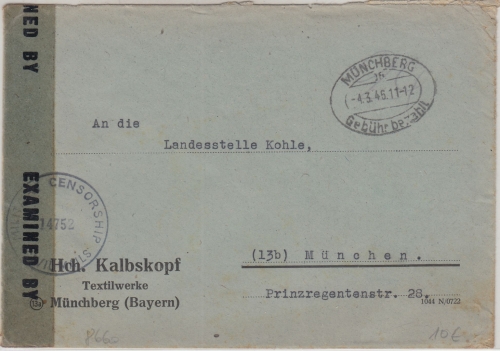 EXAMINED BY
MÜNCHBERG
-4.3.46.11-12
Gebühr bezahlt
An die
Landesstelle Kohle,
EXAMINED BY
CENSORSHIP
14752
Hch. Kalbskopf
Textilwerke
(13a) Münchberg (Bayern)
(13b) München.
Prinzregentenstr. 28.
1044 N/0722
10€